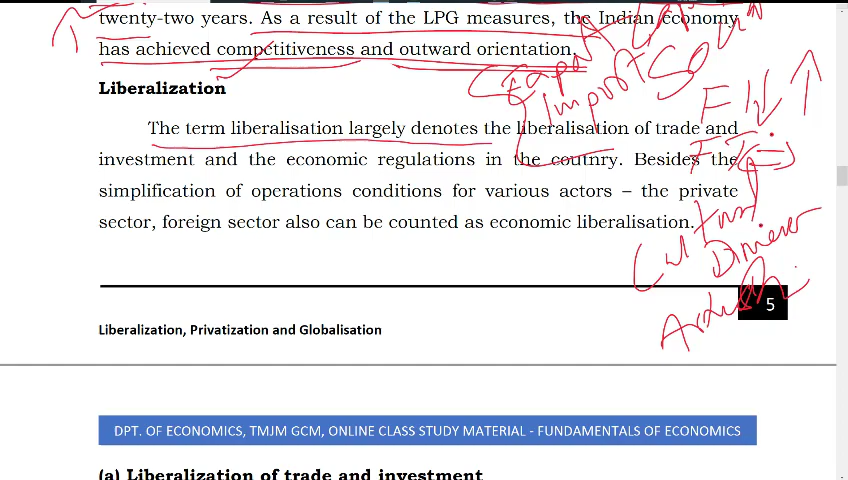 twenty-two years. As a result of the LPG measures, the Indian economy
has achieved competitiveness and outward orientation.
Export
Import
Liberalization
The term liberalisation largely denotes the liberalisation of trade and
investment and the economic regulations in the coutnry. Besides the
simplification of operations conditions for various actors – the private
sector, foreign sector also can be counted as economic liberalisation.
5
Liberalization, Privatization and Globalisation
DPT. OF ECONOMICS, TMJM GCM, ONLINE CLASS STUDY MATERIAL - FUNDAMENTALS OF ECONOMICS
(a) Liberalization of trade and investment